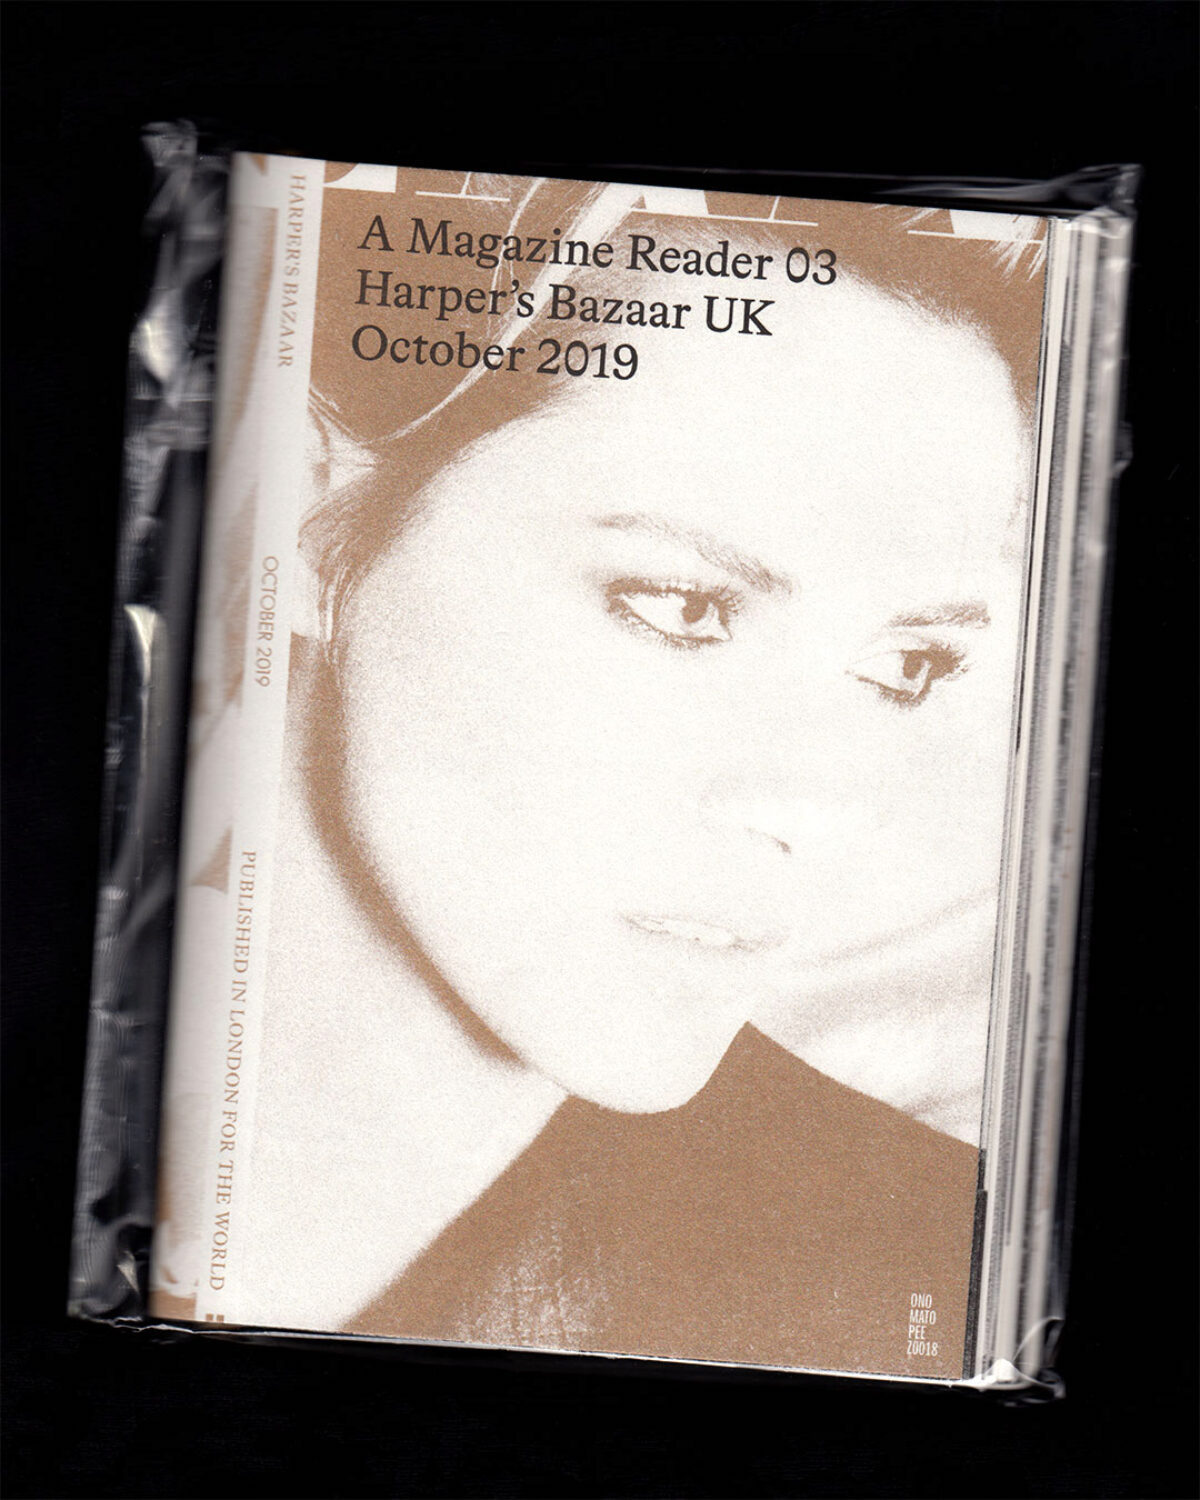 A Magazine Reader 03
Harper's Bazaar UK
October 2019
HARPER'S BAZAAR
OCTOBER 2019
PUBLISHED IN LONDON FOR THE WORLD
ONO
MATO
PEE
Z0018